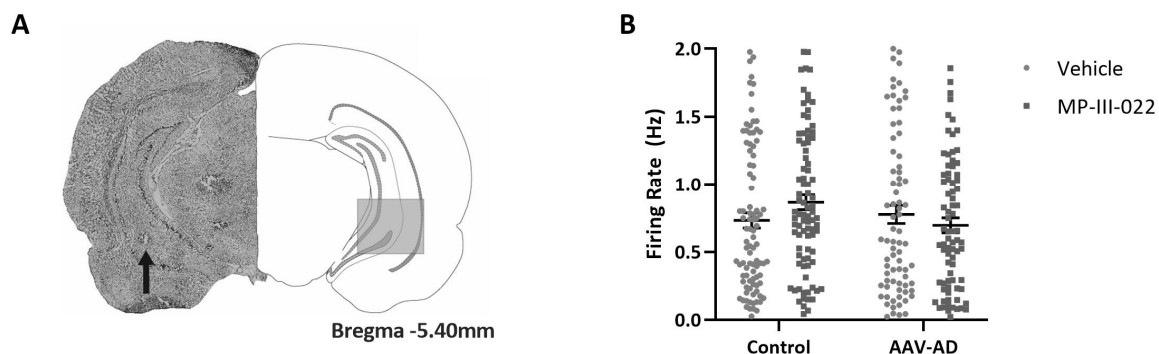 A
Bregma -5.40mm
B
2.0
1.5
1.0
0.5
0.0
Firing Rate (Hz)
Control
AAV-AD
Vehicle
MP-III-022